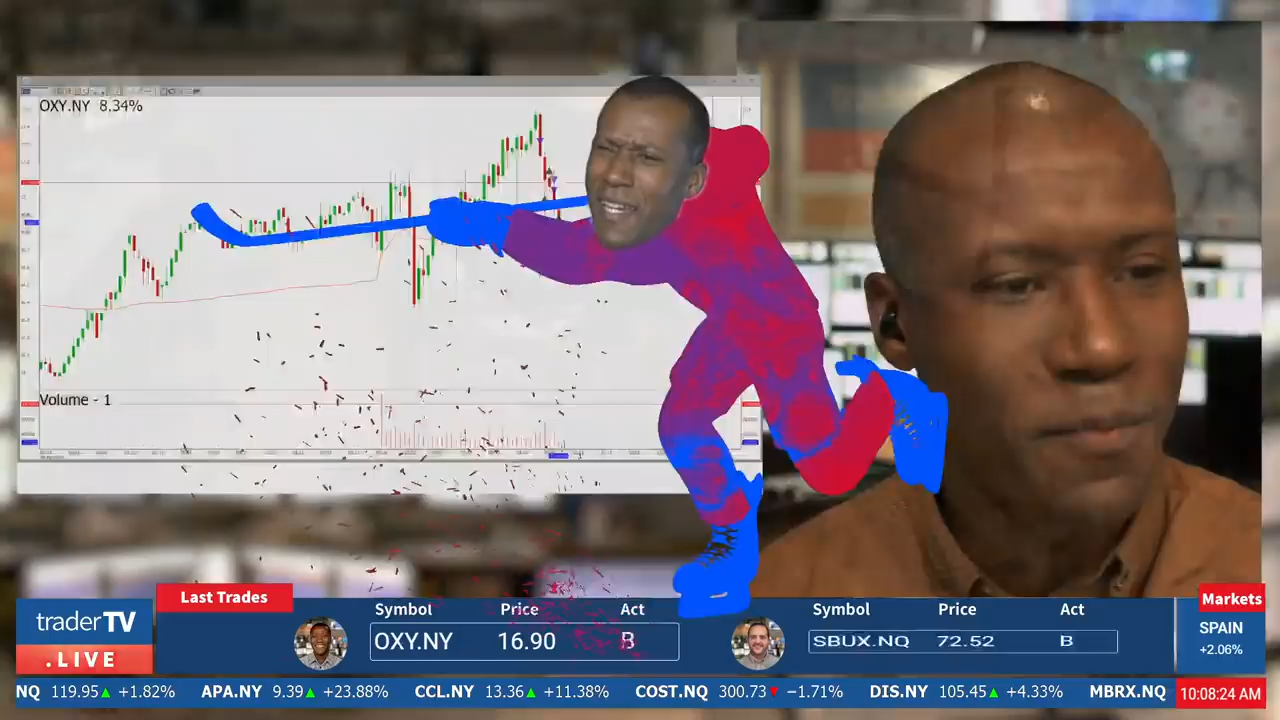 OXY.NY 8.34%
Volume - 1
Last Trades
Symbol Price Act
Symbol Price Act
Markets
traderTV
.LIVE
OXY.NY 16.90 B
SBUX.NQ 72.52 B
SPAIN
+2.06%
NQ 119.95▲ +1.82% APA.NY 9.39▲ +23.88% CCL.NY 13.36▲ +11.38% COST.NQ 300.73▼ −1.71% DIS.NY 105.45▲ +4.33% MBRX.NQ
10:08:24 AM